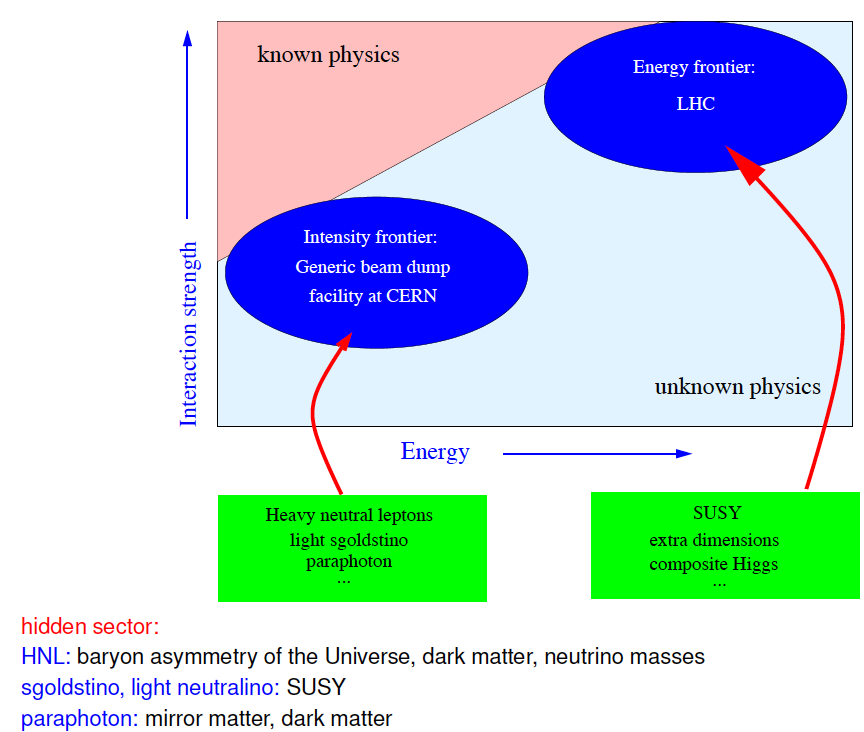 known physics
Energy frontier:
LHC
Intensity frontier:
Generic beam dump
facility at CERN
Interaction strength
unknown physics
Energy
Heavy neutral leptons
light sgoldstino
paraphoton
...
SUSY
extra dimensions
composite Higgs
...
hidden sector:
HNL: baryon asymmetry of the Universe, dark matter, neutrino masses
sgoldstino, light neutralino: SUSY
paraphoton: mirror matter, dark matter